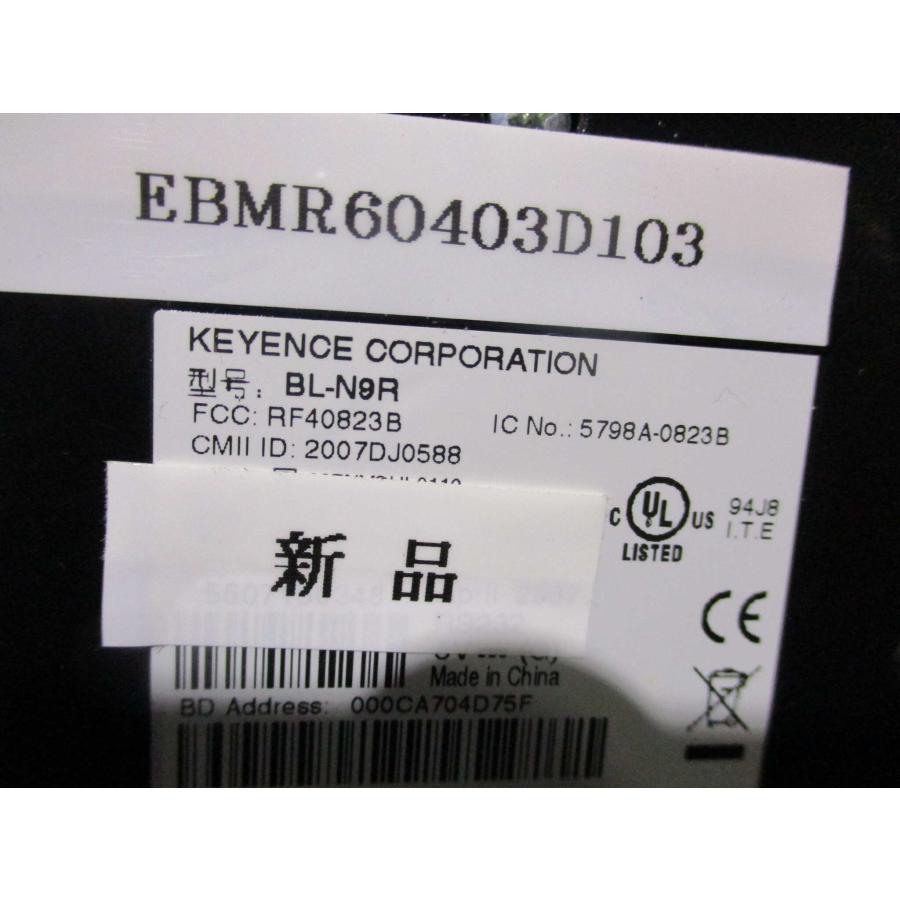 EBMR60403D103
KEYENCE CORPORATION
型号: BL-N9R
FCC: RF40823B
IC No.: 5798A-0823B
CMII ID: 2007DJ0588
新 品
C UL US
LISTED
94J8
I.T.E
CE
Made in China
BD Address: 000CA704D75F